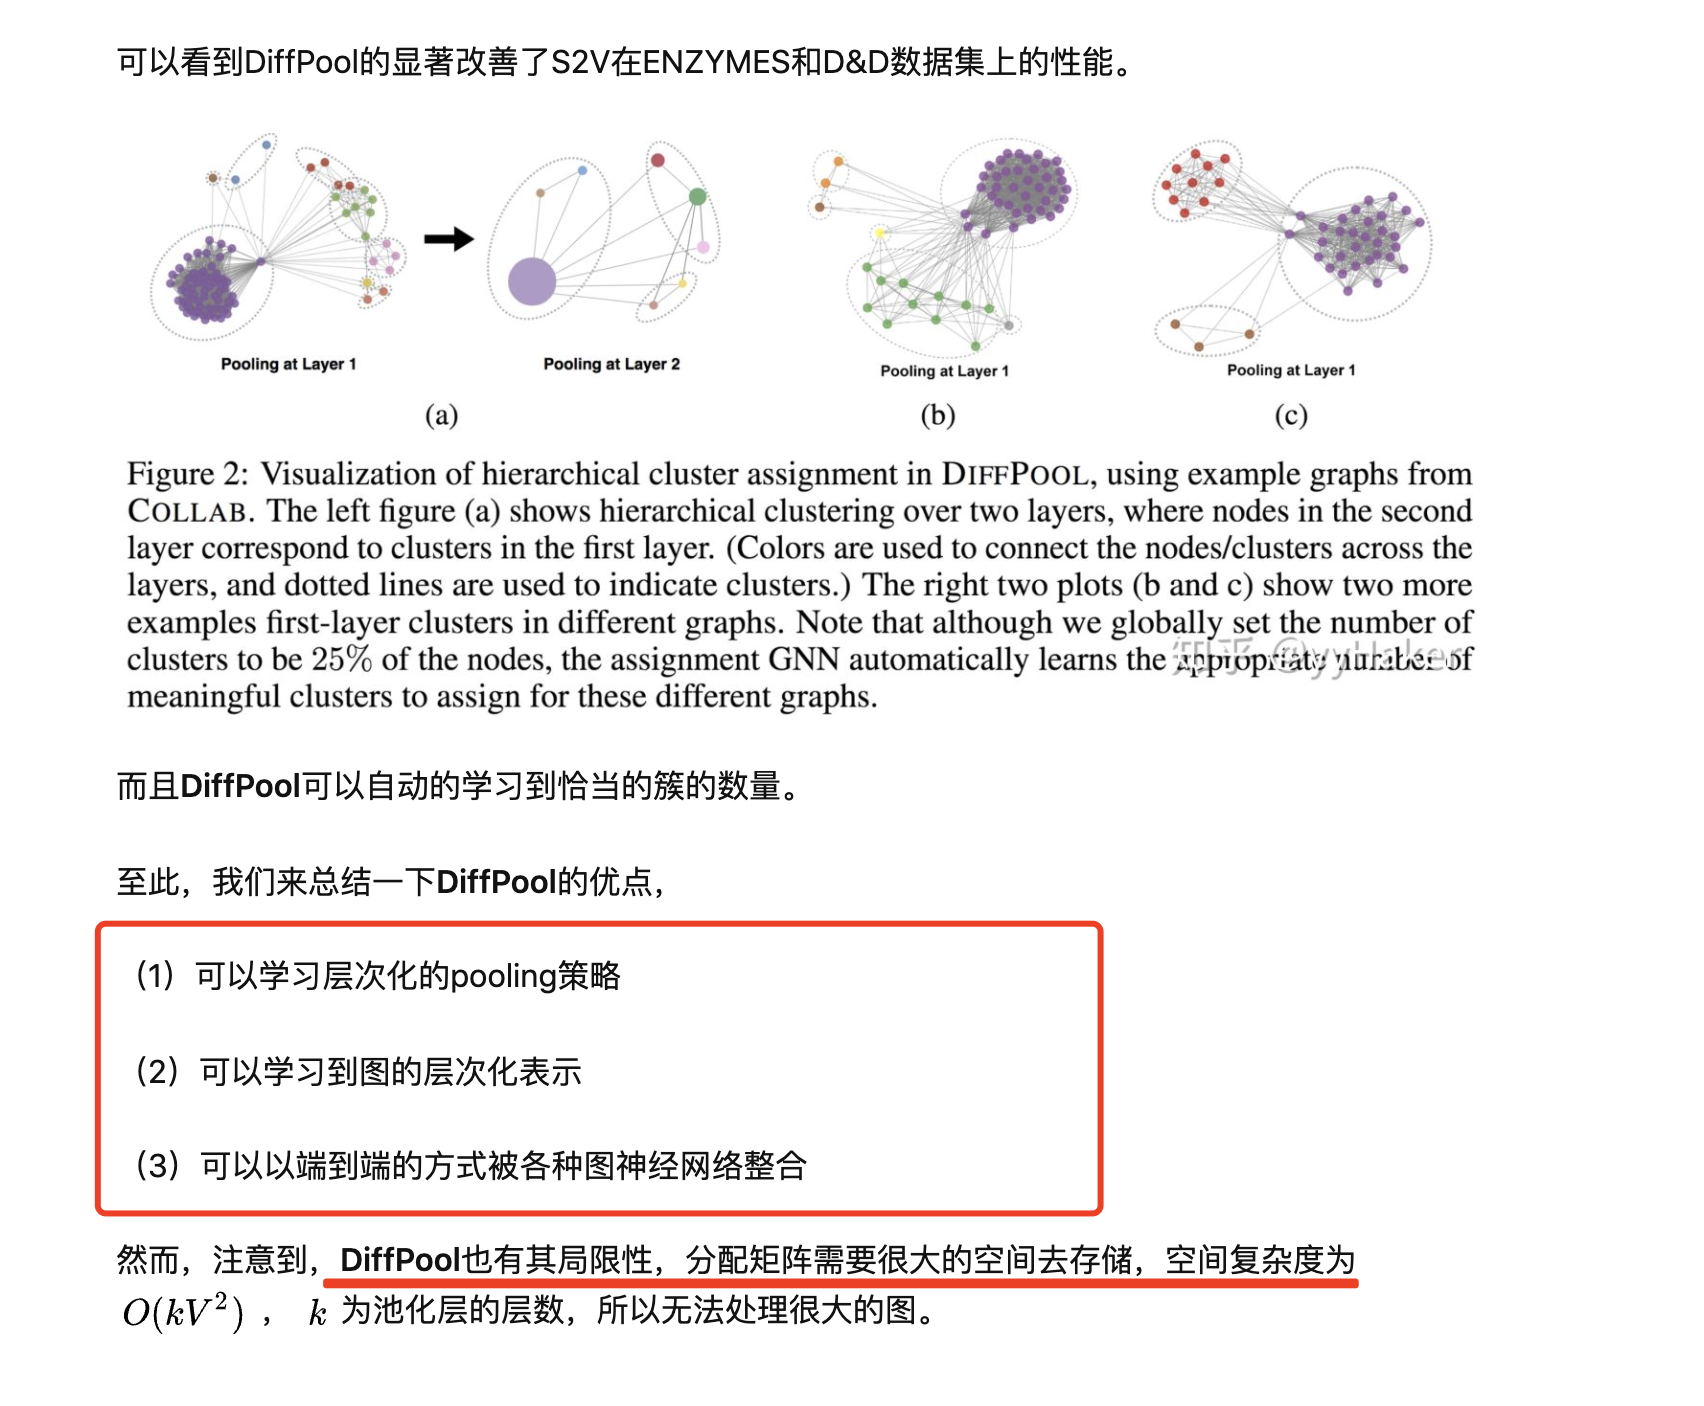 可以看到DiffPool的显著改善了S2V在ENZYMES和D&D数据集上的性能。
Pooling at Layer 1
Pooling at Layer 2
Pooling at Layer 1
Pooling at Layer 1
(a)
(b)
(c)
Figure 2: Visualization of hierarchical cluster assignment in DIFFPOOL, using example graphs from
COLLAB. The left figure (a) shows hierarchical clustering over two layers, where nodes in the second
layer correspond to clusters in the first layer. (Colors are used to connect the nodes/clusters across the
layers, and dotted lines are used to indicate clusters.) The right two plots (b and c) show two more
examples first-layer clusters in different graphs. Note that although we globally set the number of
clusters to be 25% of the nodes, the assignment GNN automatically learns the appropriate number of
知乎 @yyHaker
meaningful clusters to assign for these different graphs.
而且DiffPool可以自动的学习到恰当的簇的数量。
至此，我们来总结一下DiffPool的优点，
（1）可以学习层次化的pooling策略
（2）可以学习到图的层次化表示
（3）可以以端到端的方式被各种图神经网络整合
然而，注意到，DiffPool也有其局限性，分配矩阵需要很大的空间去存储，空间复杂度为
O(kV²) ， k 为池化层的层数，所以无法处理很大的图。